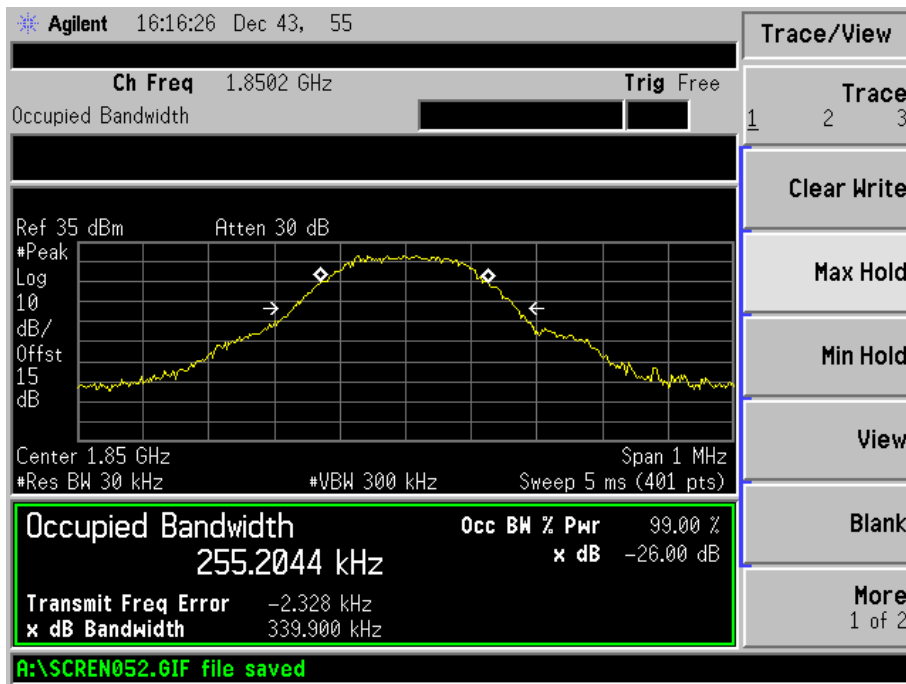 Agilent 16:16:26 Dec 43, 55
Trace/View
Ch Freq 1.8502 GHz Trig Free
Occupied Bandwidth
Trace
1 2 3
Clear Write
Max Hold
Min Hold
View
Blank
More
1 of 2
Ref 35 dBm Atten 30 dB
#Peak
Log
10
dB/
Offst
15
dB
Center 1.85 GHz Span 1 MHz
#Res BW 30 kHz #VBW 300 kHz Sweep 5 ms (401 pts)
Occupied Bandwidth Occ BW % Pwr 99.00 %
255.2044 kHz x dB -26.00 dB
Transmit Freq Error -2.328 kHz
x dB Bandwidth 339.900 kHz
A:\SCREN052.GIF file saved